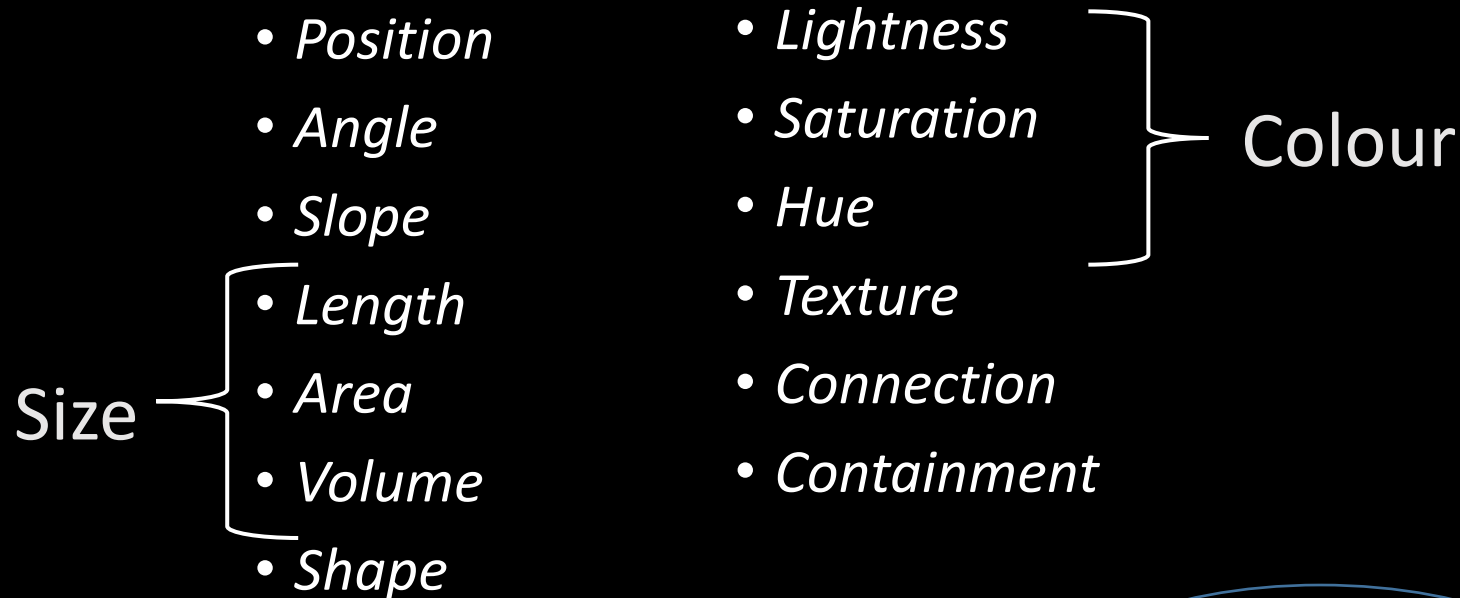 • Position
• Angle
• Slope
• Length
• Area
• Volume
• Shape
Size
• Lightness
• Saturation
• Hue
• Texture
• Connection
• Containment
Colour